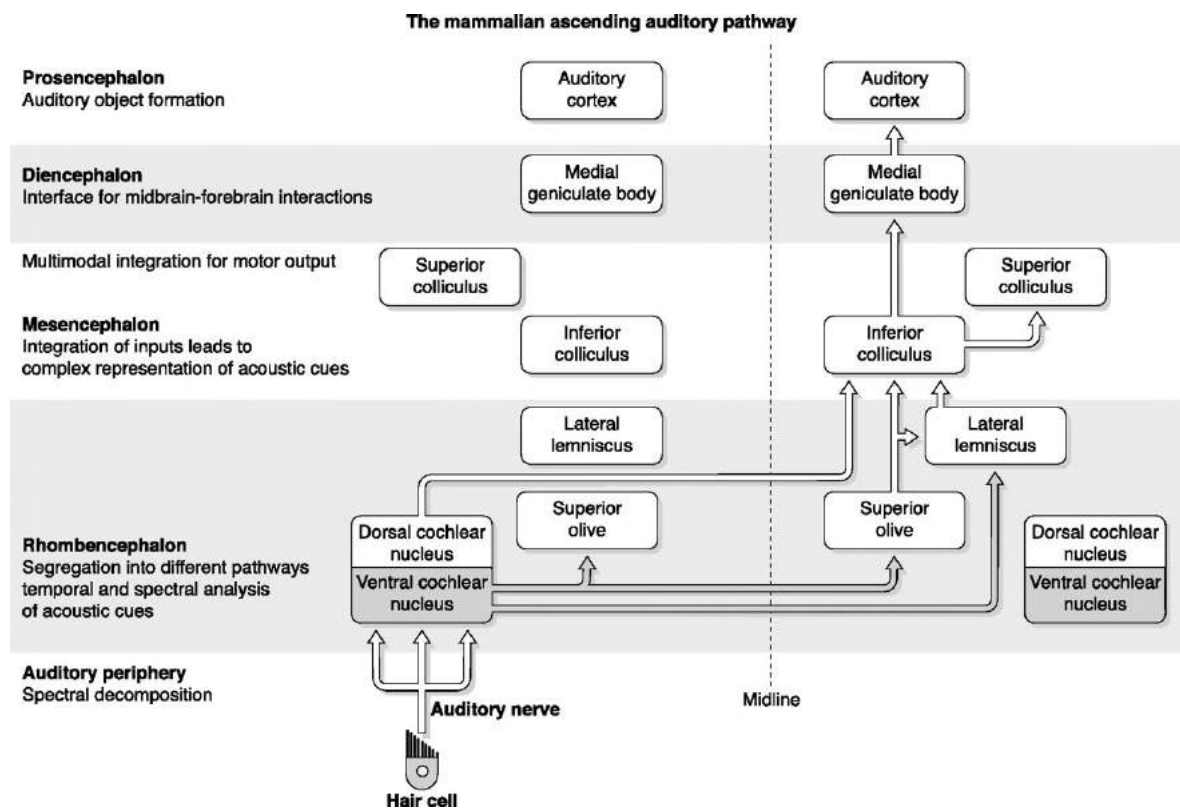 The mammalian ascending auditory pathway
Prosencephalon
Auditory object formation
Auditory
cortex
Auditory
cortex
Diencephalon
Interface for midbrain-forebrain interactions
Medial
geniculate body
Medial
geniculate body
Multimodal integration for motor output
Superior
colliculus
Superior
colliculus
Mesencephalon
Integration of inputs leads to
complex representation of acoustic cues
Inferior
colliculus
Inferior
colliculus
Lateral
lemniscus
Lateral
lemniscus
Rhombencephalon
Segregation into different pathways
temporal and spectral analysis
of acoustic cues
Dorsal cochlear
nucleus
Ventral cochlear
nucleus
Superior
olive
Superior
olive
Dorsal cochlear
nucleus
Ventral cochlear
nucleus
Auditory periphery
Spectral decomposition
Auditory nerve
Midline
Hair cell